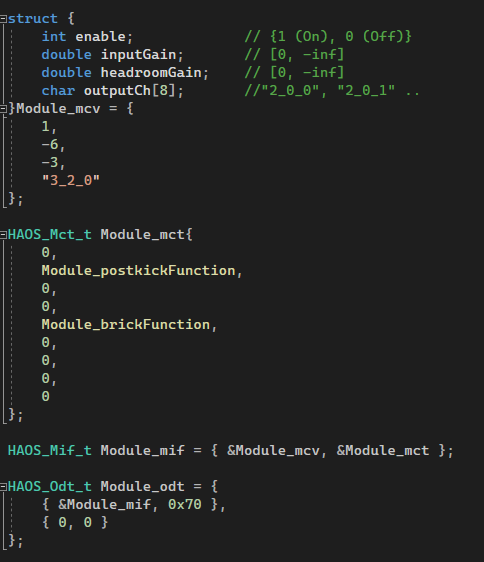 struct {
    int enable;              // {1 (On), 0 (Off)}
    double inputGain;        // [0, -inf]
    double headroomGain;     // [0, -inf]
    char outputCh[8];        //"2_0_0", "2_0_1" ..
}Module_mcv = {
    1,
    -6,
    -3,
    "3_2_0"
};

HAOS_Mct_t Module_mct{
    0,
    Module_postkickFunction,
    0,
    0,
    Module_brickFunction,
    0,
    0,
    0,
    0
};

HAOS_Mif_t Module_mif = { &Module_mcv, &Module_mct };

HAOS_Odt_t Module_odt = {
    { &Module_mif, 0x70 },
    { 0, 0 }
};